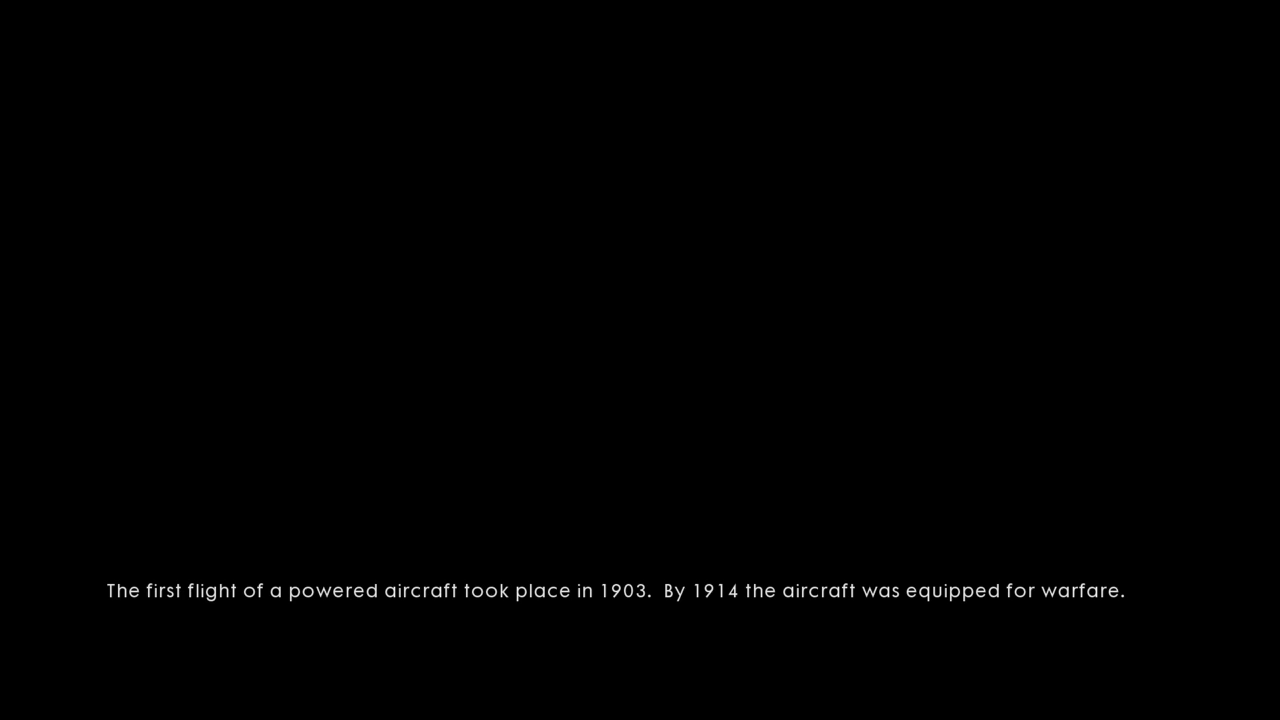 The first flight of a powered aircraft took place in 1903.  By 1914 the aircraft was equipped for warfare.